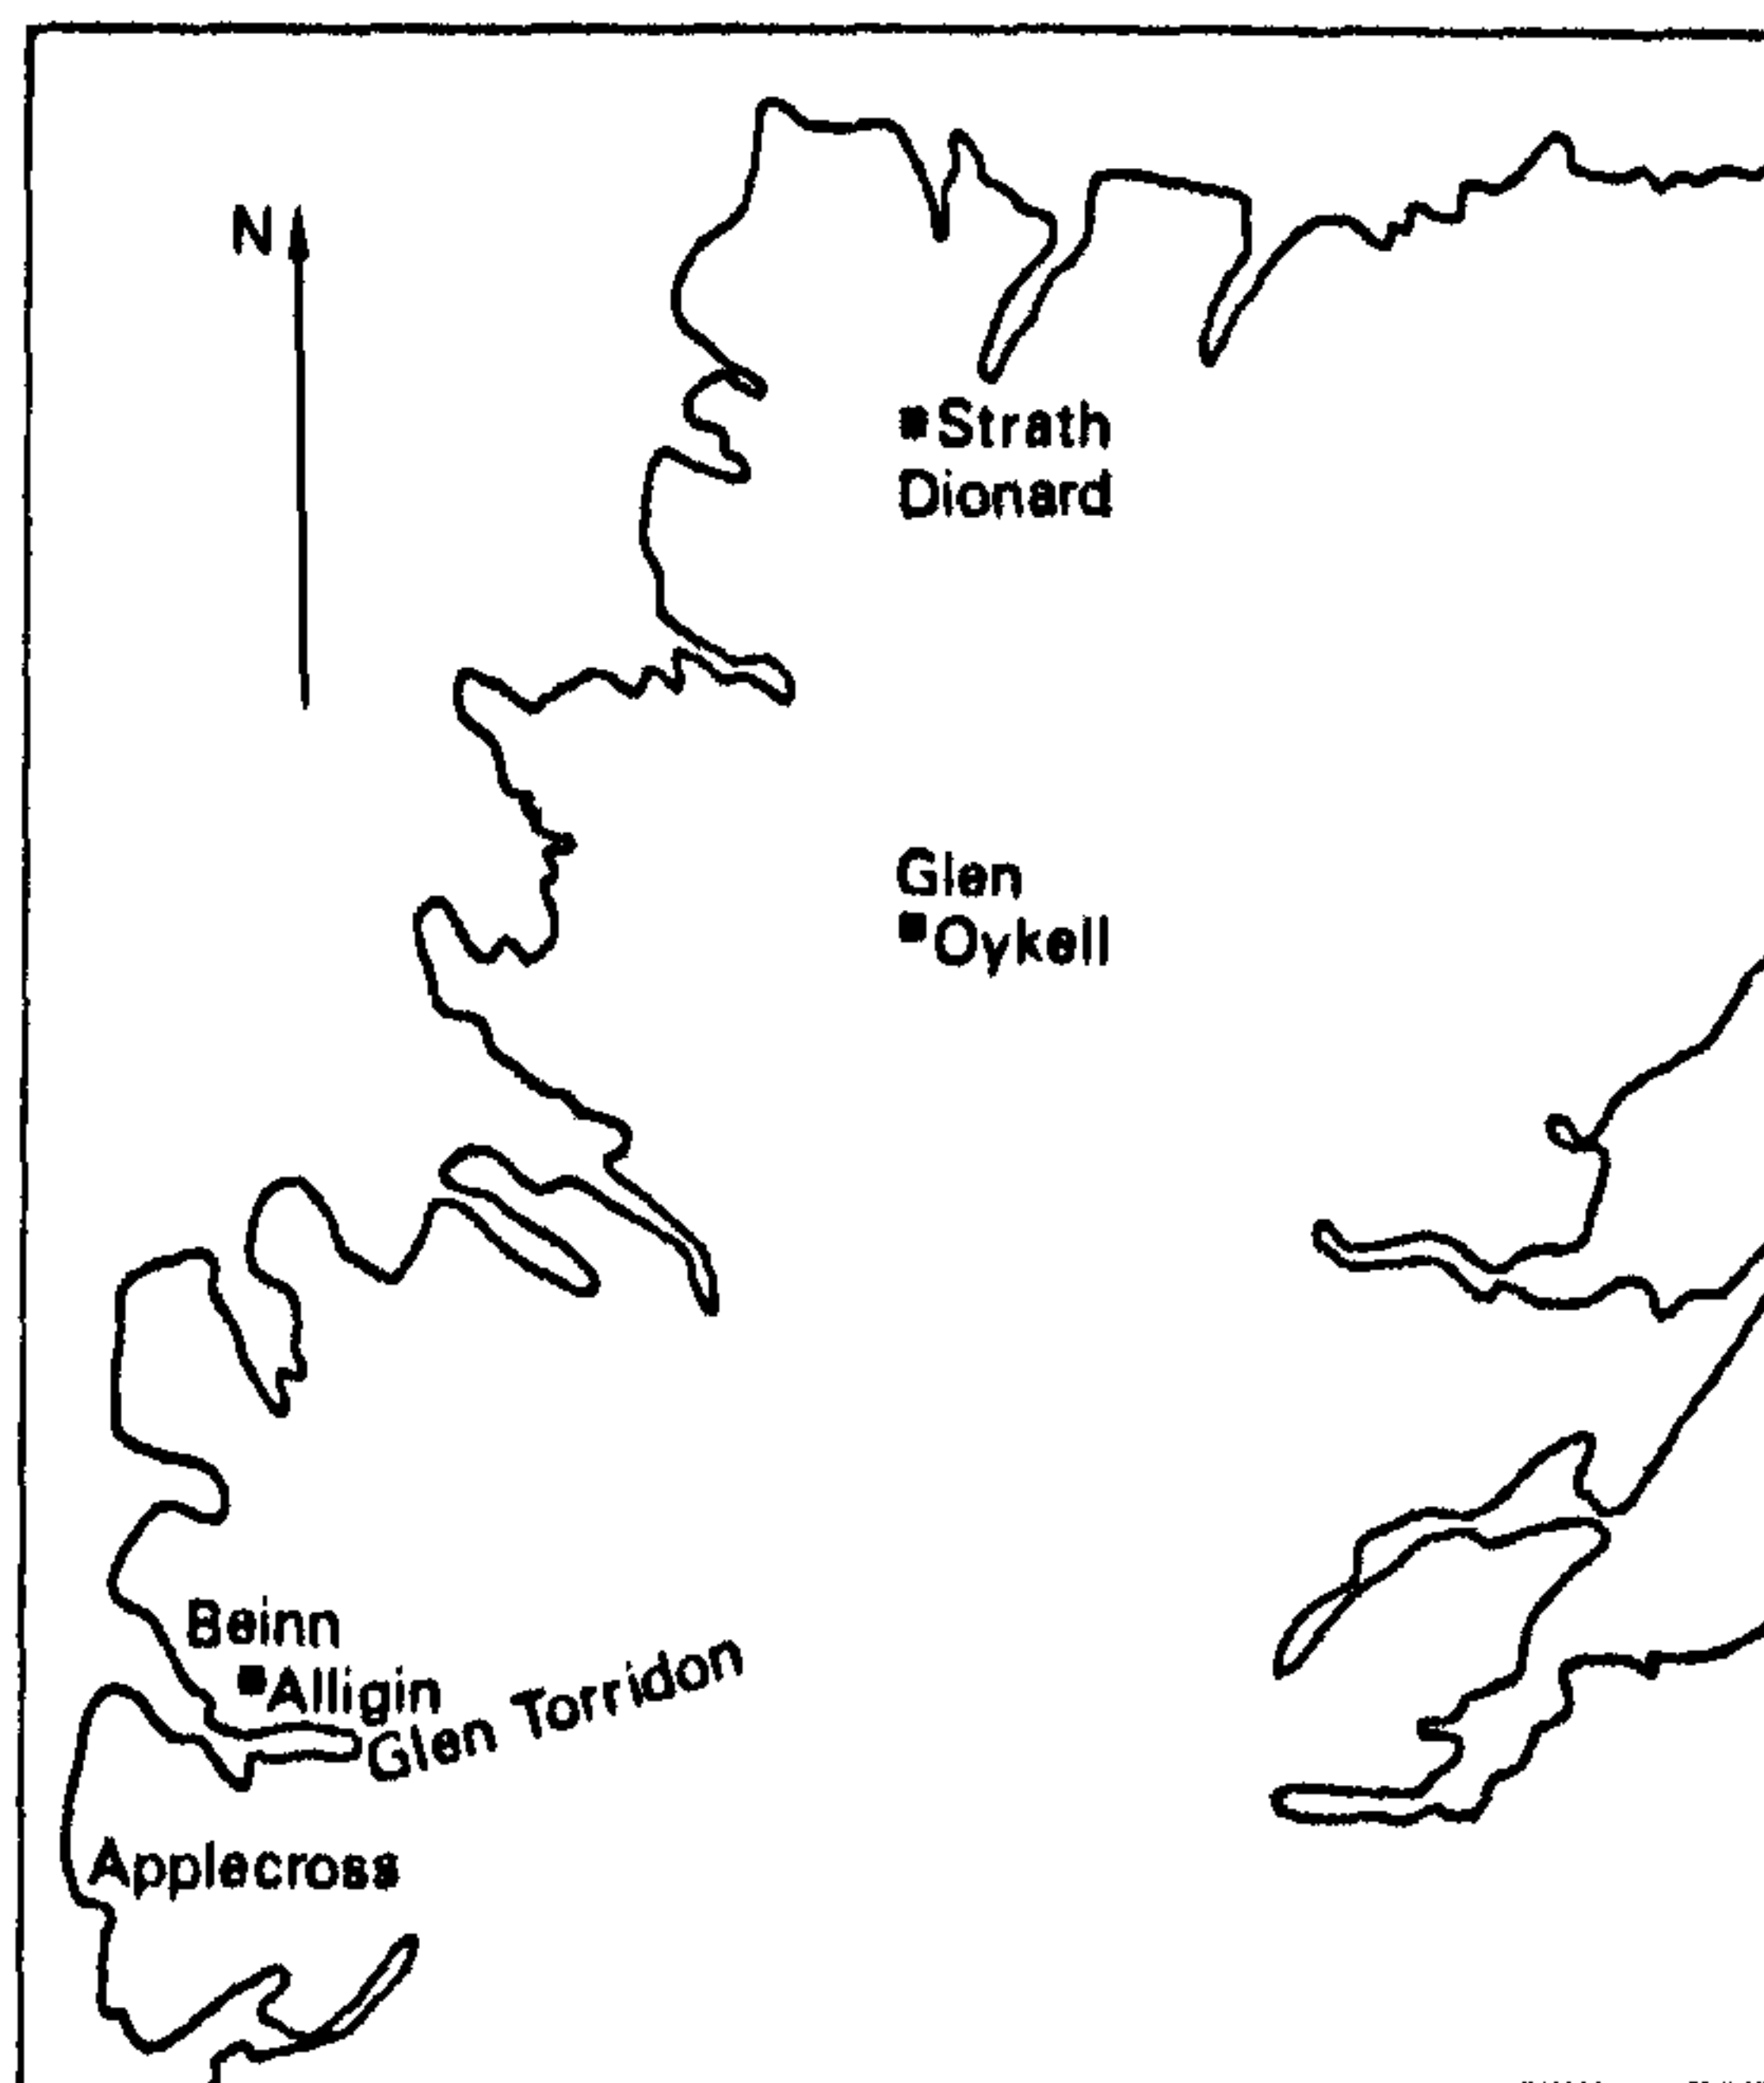 N
Strath
Dionard
Glen
Oykell
Beinn
Alligin
Glen Torridon
Applecross